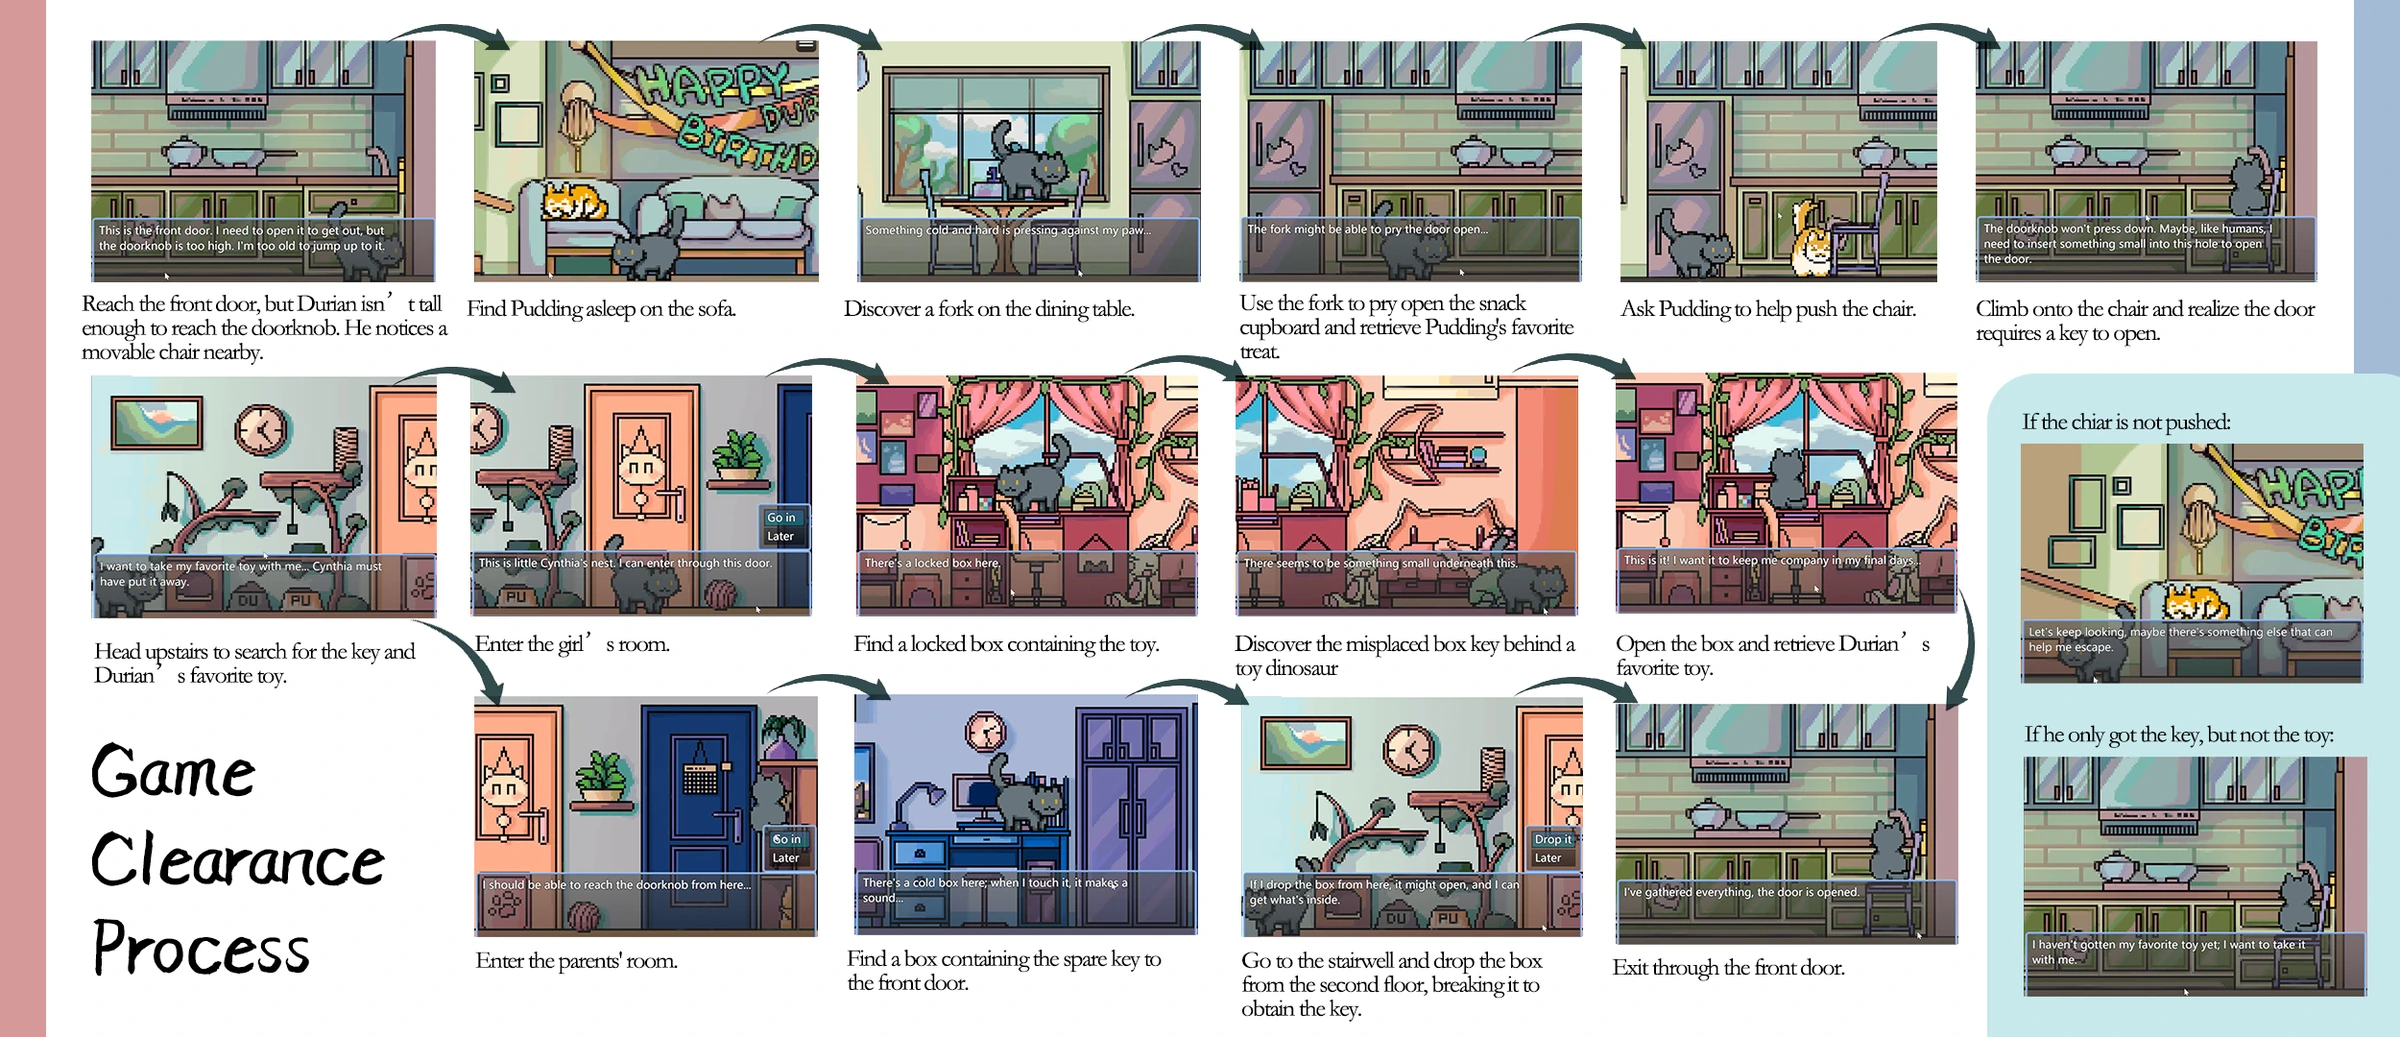 This is the front door. I need to open it to get out, but
the doorknob is too high. I'm too old to jump up to it.
Reach the front door, but Durian isn’t tall
enough to reach the doorknob. He notices a
movable chair nearby.
HAPPY
DUR
BIRTHD
Find Pudding asleep on the sofa.
Something cold and hard is pressing against my paw...
Discover a fork on the dining table.
The fork might be able to pry the door open...
Use the fork to pry open the snack
cupboard and retrieve Pudding's favorite
treat.
Ask Pudding to help push the chair.
The doorknob won't press down. Maybe, like humans, I
need to insert something small into this hole to open
the door.
Climb onto the chair and realize the door
requires a key to open.
I want to take my favorite toy with me... Cynthia must
have put it away.
DU
PU
Head upstairs to search for the key and
Durian’s favorite toy.
Go in
Later
This is little Cynthia's nest. I can enter through this door.
PU
Enter the girl’s room.
There's a locked box here.
Find a locked box containing the toy.
There seems to be something small underneath this.
Discover the misplaced box key behind a
toy dinosaur
This is it! I want it to keep me company in my final days...
Open the box and retrieve Durian’s
favorite toy.
If the chiar is not pushed:
HAP
BIR
Let's keep looking, maybe there's something else that can
help me escape.
Game
Clearance
Process
Go in
Later
I should be able to reach the doorknob from here...
Enter the parents' room.
There's a cold box here; when I touch it, it makes a
sound...
Find a box containing the spare key to
the front door.
Drop it
Later
If I drop the box from here, it might open, and I can
get what's inside.
DU
PU
Go to the stairwell and drop the box
from the second floor, breaking it to
obtain the key.
I've gathered everything, the door is opened.
Exit through the front door.
If he only got the key, but not the toy:
I haven't gotten my favorite toy yet; I want to take it
with me.